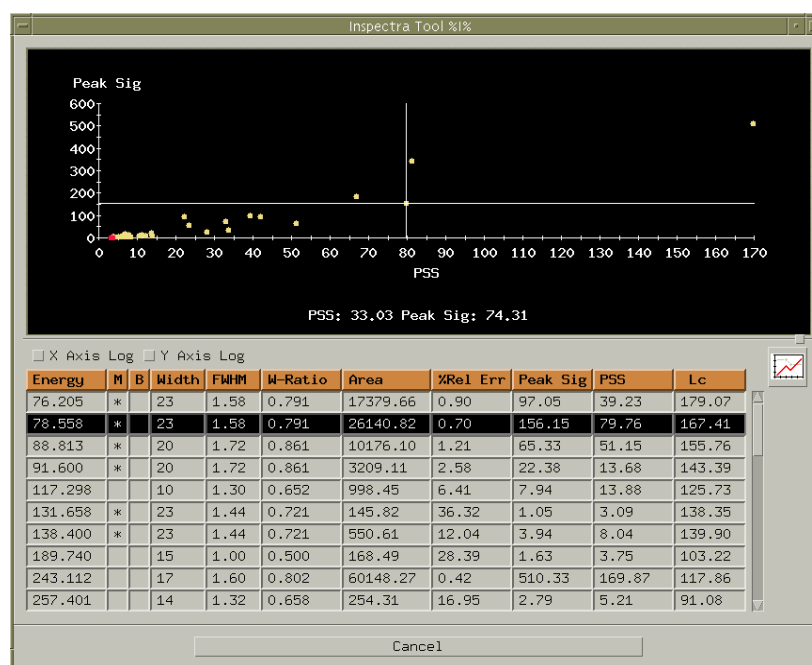 Inspectra Tool %I%
Peak Sig
600
500
400
300
200
100
0
0 10 20 30 40 50 60 70 80 90 100 110 120 130 140 150 160 170
PSS
PSS: 33.03 Peak Sig: 74.31
X Axis Log Y Axis Log
Energy M B Width FWHM W-Ratio Area %Rel Err Peak Sig PSS Lc
76.205 * 23 1.58 0.791 17379.66 0.90 97.05 39.23 179.07
78.558 * 23 1.58 0.791 26140.82 0.70 156.15 79.76 167.41
88.813 * 20 1.72 0.861 10176.10 1.21 65.33 51.15 155.76
91.600 * 20 1.72 0.861 3209.11 2.58 22.38 13.68 143.39
117.298 10 1.30 0.652 998.45 6.41 7.94 13.88 125.73
131.658 * 23 1.44 0.721 145.82 36.32 1.05 3.09 138.35
138.400 * 23 1.44 0.721 550.61 12.04 3.94 8.04 139.90
189.740 15 1.00 0.500 168.49 28.39 1.63 3.75 103.22
243.112 17 1.60 0.802 60148.27 0.42 510.33 169.87 117.86
257.401 14 1.32 0.658 254.31 16.95 2.79 5.21 91.08
Cancel